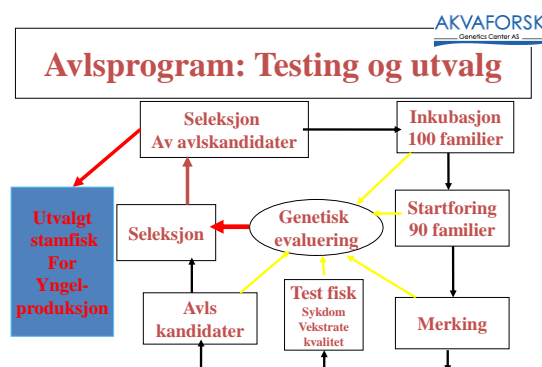 AKVAFORSK
Genetics Center AS
Avlsprogram: Testing og utvalg
Seleksjon
Av avlskandidater
Inkubasjon
100 familier
Utvalgt
stamfisk
For
Yngel-
produksjon
Seleksjon
Genetisk
evaluering
Startforing
90 familier
Avls
kandidater
Test fisk
Sykdom
Vekstrate
kvalitet
Merking